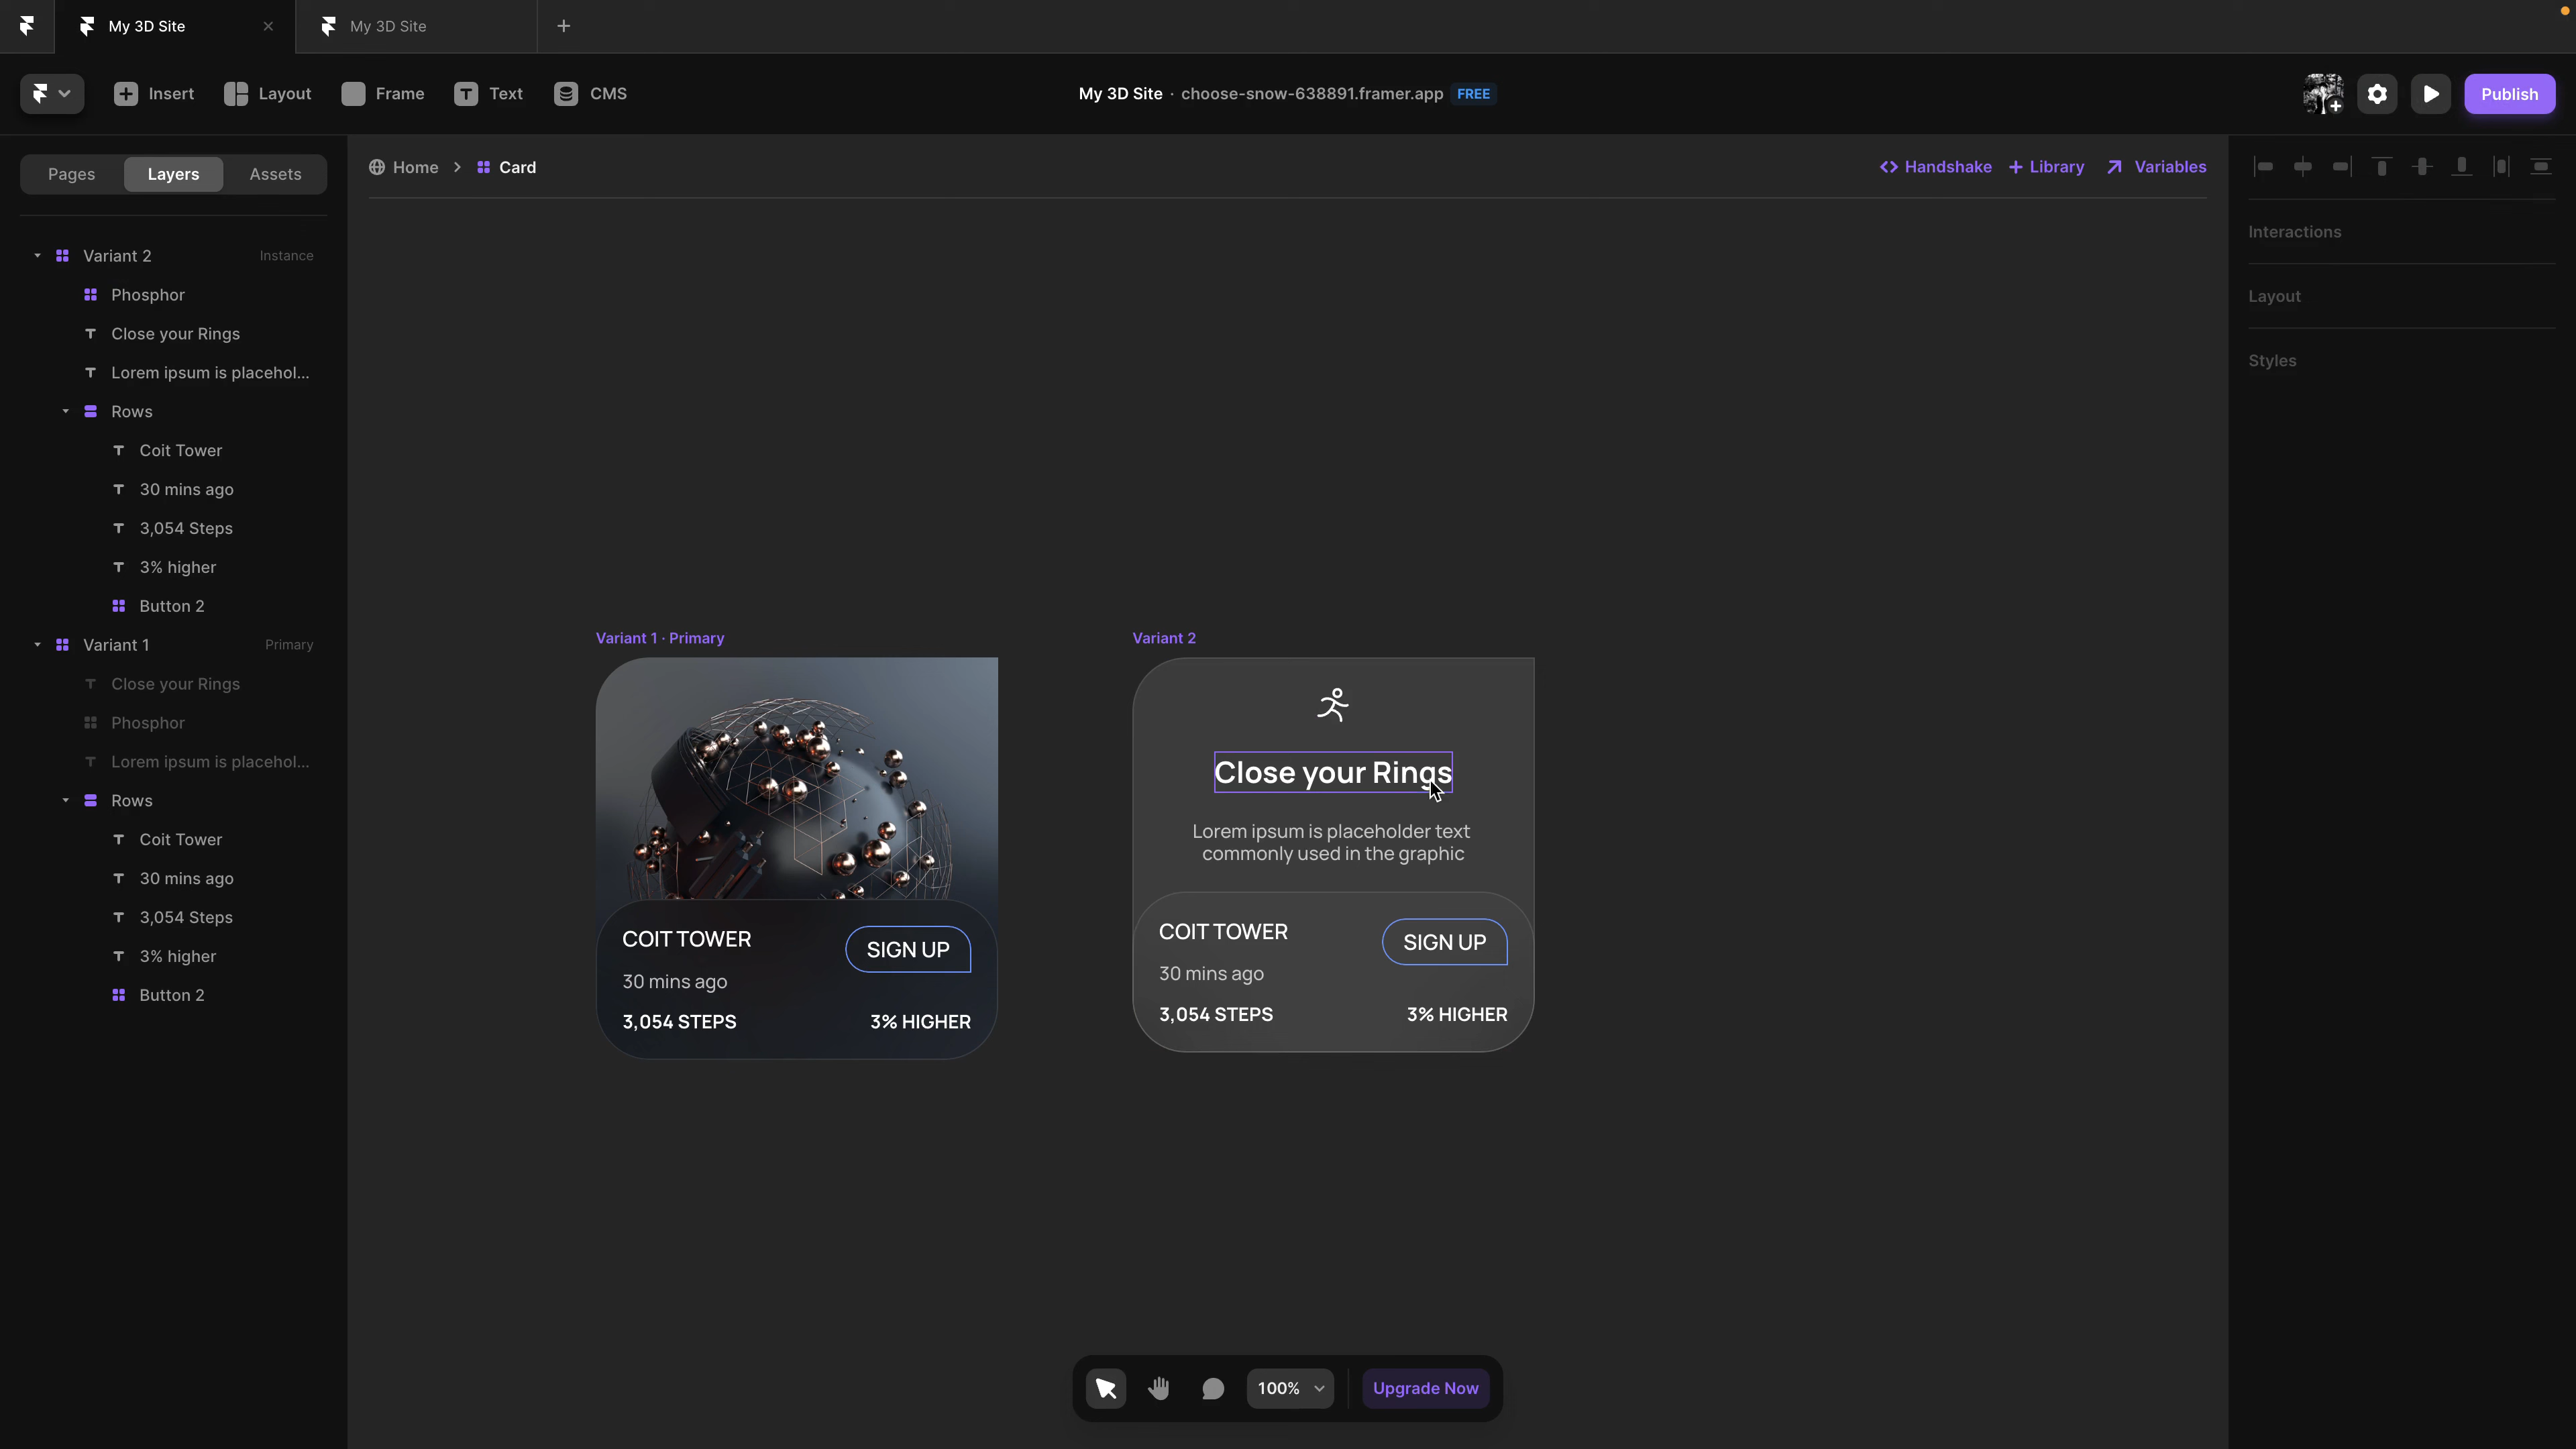 My 3D Site
My 3D Site
Insert
Layout
Frame
Text
CMS
My 3D Site · choose-snow-638891.framer.app FREE
Publish
Pages
Layers
Assets
Home
Card
Handshake
Library
Variables
Variant 2 Instance
Phosphor
Close your Rings
Lorem ipsum is placehol...
Rows
Coit Tower
30 mins ago
3,054 Steps
3% higher
Button 2
Variant 1 Primary
Close your Rings
Phosphor
Lorem ipsum is placehol...
Rows
Coit Tower
30 mins ago
3,054 Steps
3% higher
Button 2
Variant 1 · Primary
COIT TOWER
SIGN UP
30 mins ago
3,054 STEPS
3% HIGHER
Variant 2
Close your Rings
Lorem ipsum is placeholder text
commonly used in the graphic
COIT TOWER
SIGN UP
30 mins ago
3,054 STEPS
3% HIGHER
Interactions
Layout
Styles
100%
Upgrade Now